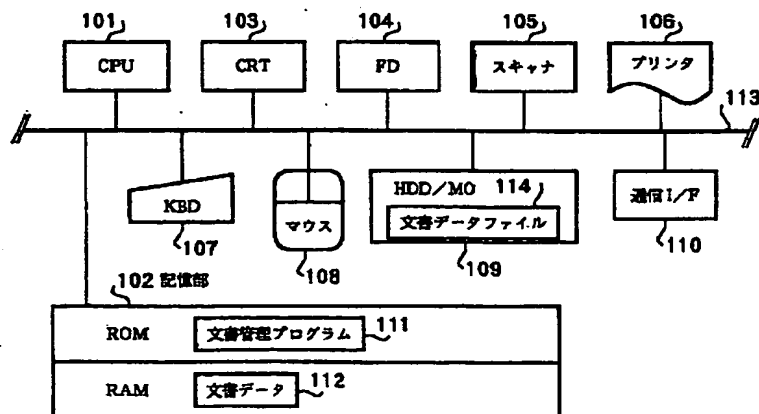 101 103 104 105 106
CPU CRT FD スキャナ プリンタ
113
KBD マウス HDD/MO 114 通信I/F
文書データファイル
107 108 109 110
102 記憶部
ROM 文書管理プログラム 111
RAM 文書データ 112